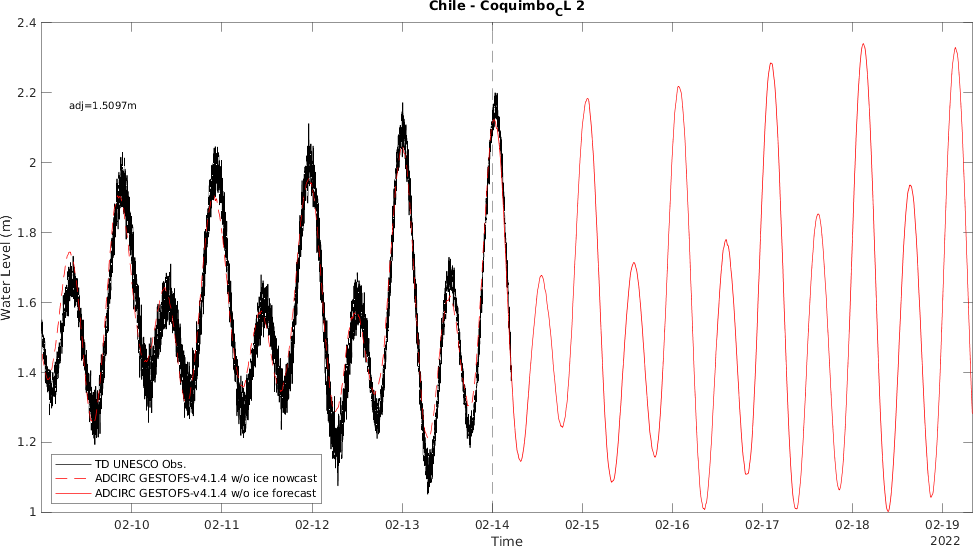 Chile - Coquimbo_CL 2
2.4
2.2
2
1.8
1.6
1.4
1.2
1
Water Level (m)
adj=1.5097m
TD UNESCO Obs.
ADCIRC GESTOFS-v4.1.4 w/o ice nowcast
ADCIRC GESTOFS-v4.1.4 w/o ice forecast
02-10 02-11 02-12 02-13 02-14 02-15 02-16 02-17 02-18 02-19
Time
2022